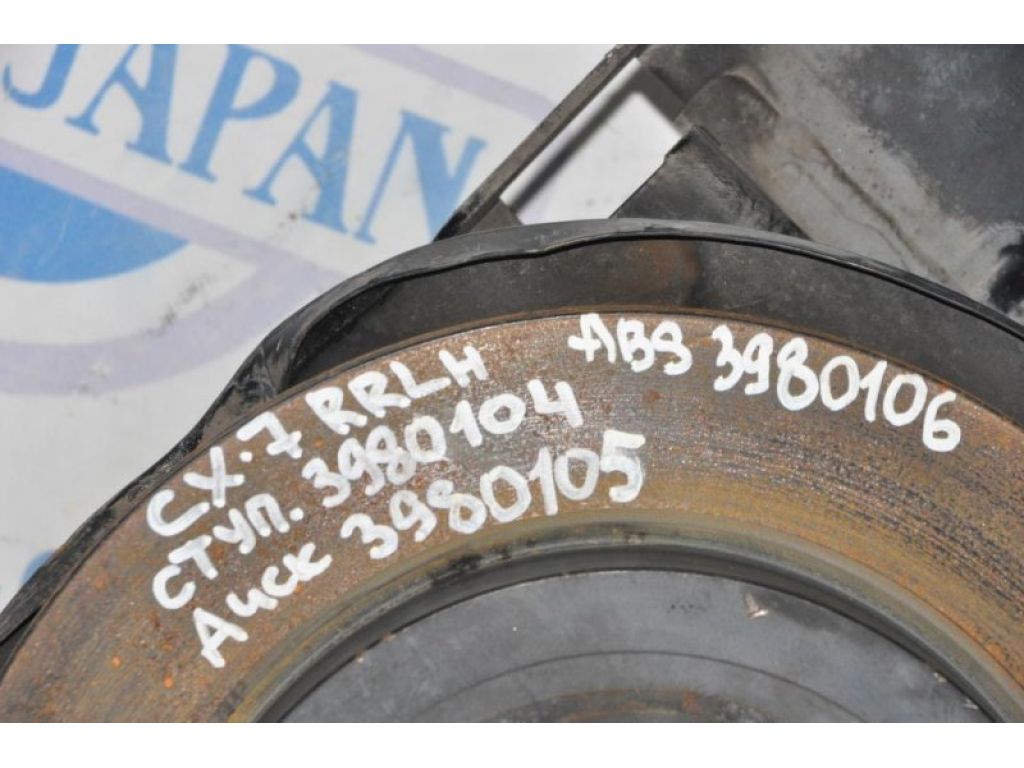 JAPAN
CX-7 RRLH
СТУП. 3980104
Диск 3980105
ABS 3980106